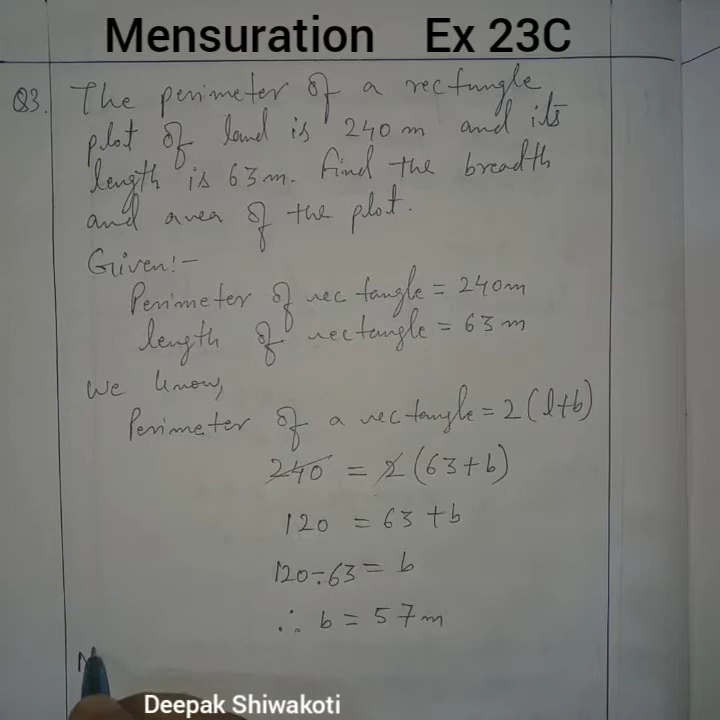 Mensuration Ex 23C
Q3. The perimeter of a rectangle
plot of land is 240 m and its
length is 63 m. Find the breadth
and area of the plot.
Given:-
Perimeter of rectangle = 240m
length of rectangle = 63 m
We know,
Perimeter of a rectangle = 2 (l+b)
240 = 2 (63+b)
120 = 63 + b
120-63 = b
∴ b = 57 m
N
Deepak Shiwakoti